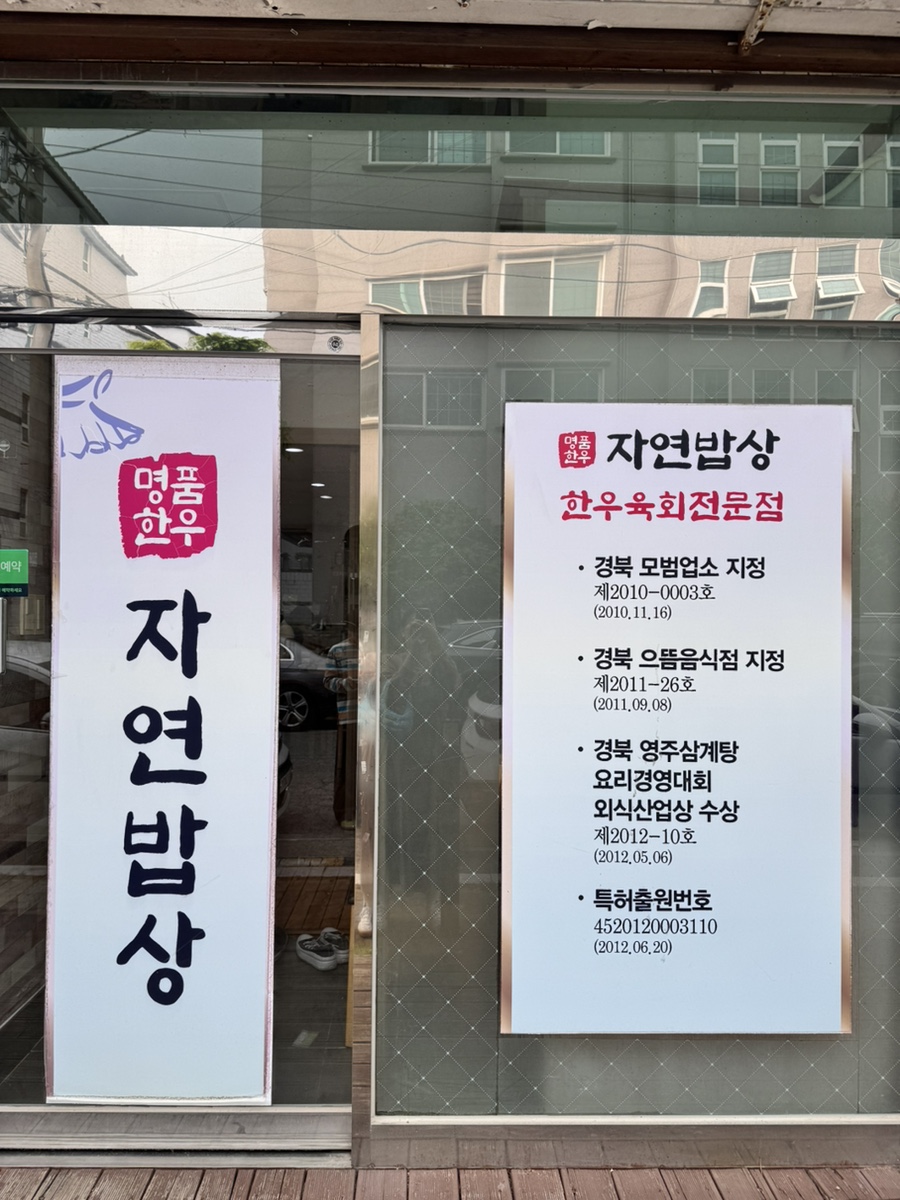 명품
한우
자
연
밥
상
예약
명품
한우
자연밥상
한우육회전문점
• 경북 모범업소 지정
제2010-0003호
(2010.11.16)
• 경북 으뜸음식점 지정
제2011-26호
(2011.09.08)
• 경북 영주삼계탕
요리경영대회
외식산업상 수상
제2012-10호
(2012.05.06)
• 특허출원번호
4520120003110
(2012.06.20)